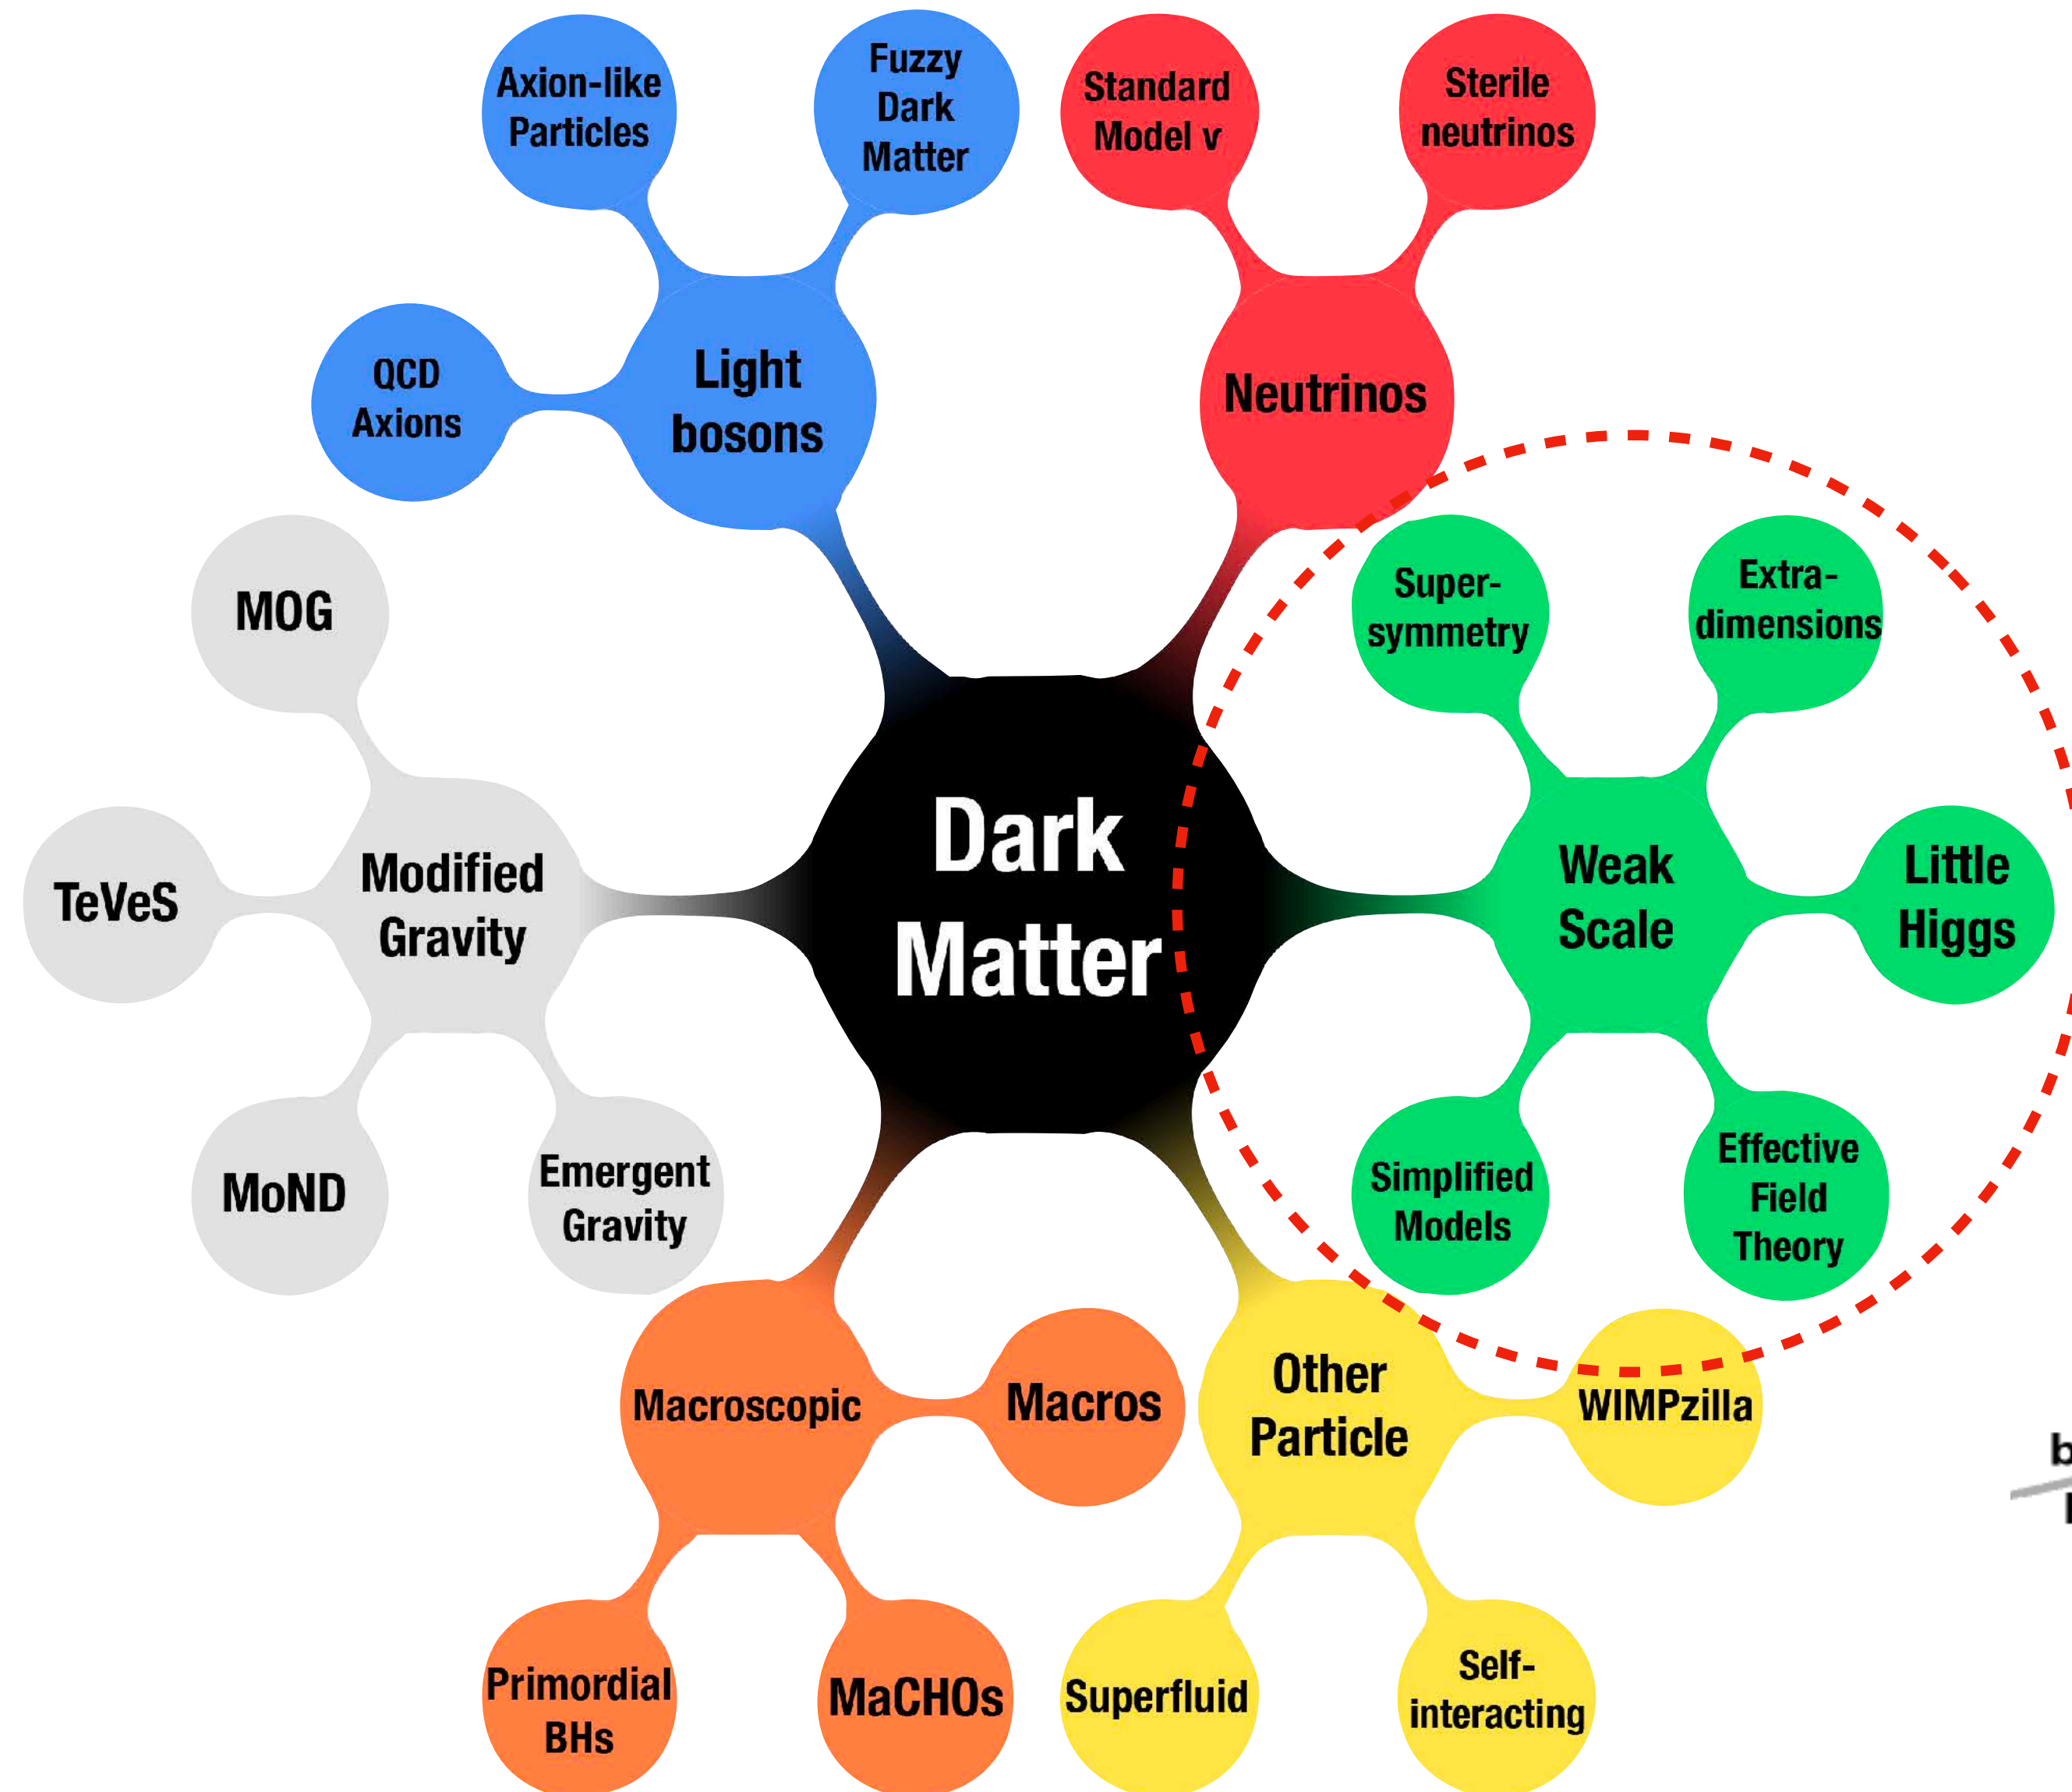 Axion-like
Particles
Fuzzy
Dark
Matter
Standard
Model ν
Sterile
neutrinos
QCD
Axions
Light
bosons
Neutrinos
MOG
Super-
symmetry
Extra-
dimensions
TeVeS
Modified
Gravity
Dark
Matter
Weak
Scale
Little
Higgs
MoND
Emergent
Gravity
Simplified
Models
Effective
Field
Theory
Macroscopic
Macros
Other
Particle
WIMPzilla
b
Primordial
BHs
MaCHOs
Superfluid
Self-
interacting